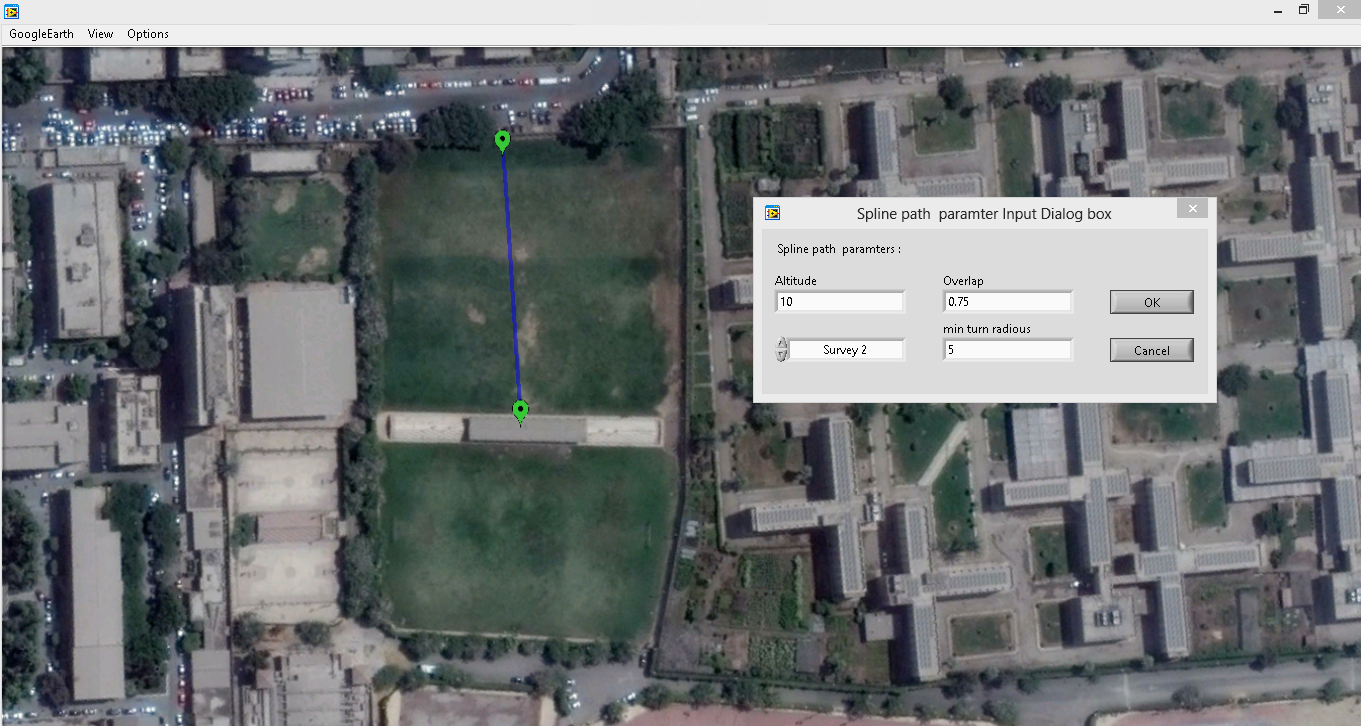 GoogleEarth View Options
Spline path paramter Input Dialog box
Spline path paramters :
Altitude Overlap
10 0.75 OK
min turn radious
Survey 2 5 Cancel